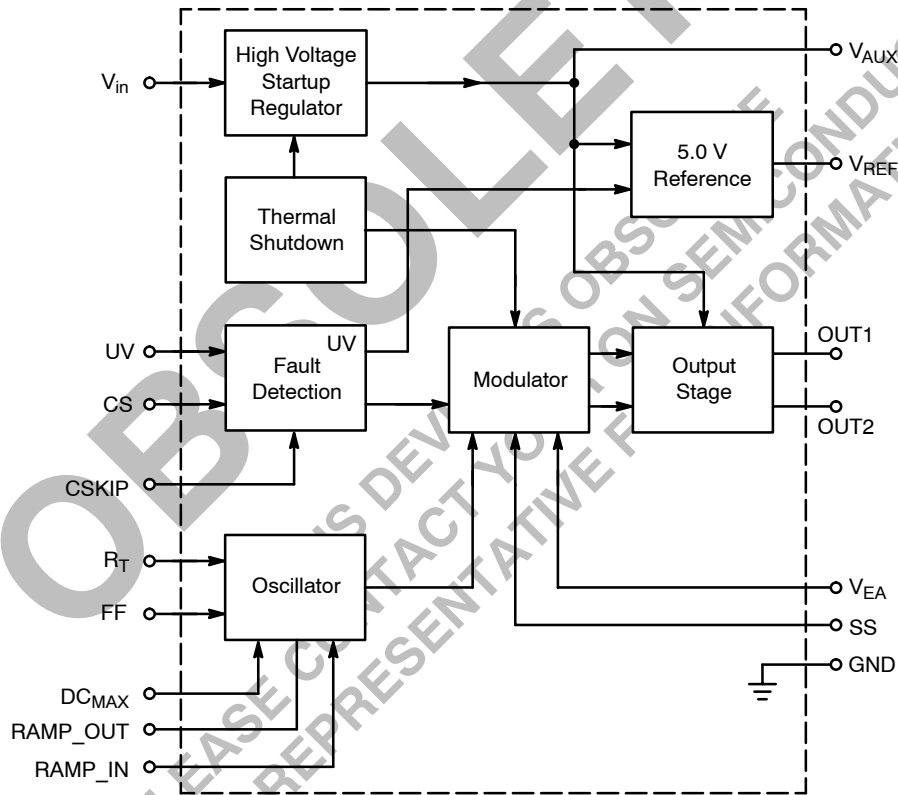 High Voltage
Startup
Regulator
V_in
V_AUX
5.0 V
Reference
V_REF
Thermal
Shutdown
UV
UV
Fault
Detection
CS
CSKIP
Modulator
Output
Stage
OUT1
OUT2
R_T
Oscillator
FF
V_EA
SS
GND
DC_MAX
RAMP_OUT
RAMP_IN
OBSOLET